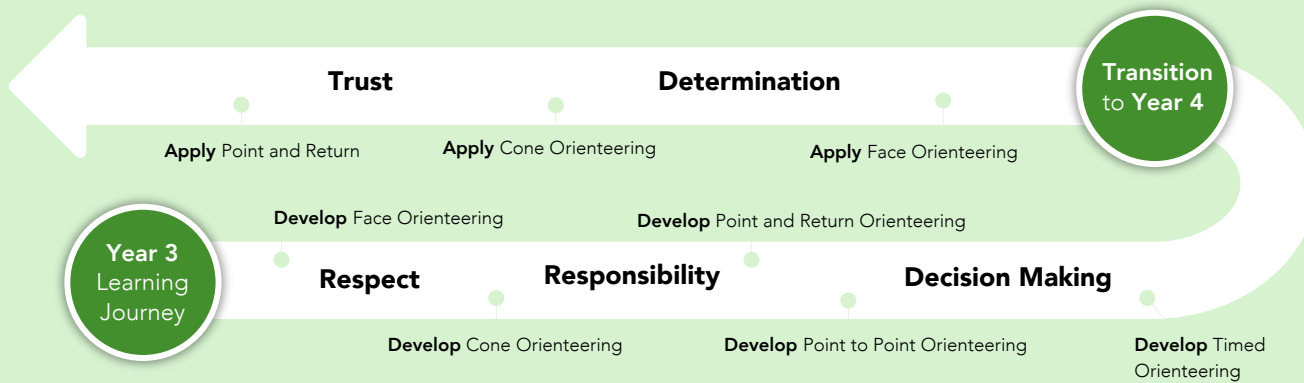 Trust
Determination
Transition
to Year 4
Apply Point and Return
Apply Cone Orienteering
Apply Face Orienteering
Develop Face Orienteering
Develop Point and Return Orienteering
Year 3
Learning
Journey
Respect
Responsibility
Decision Making
Develop Cone Orienteering
Develop Point to Point Orienteering
Develop Timed
Orienteering